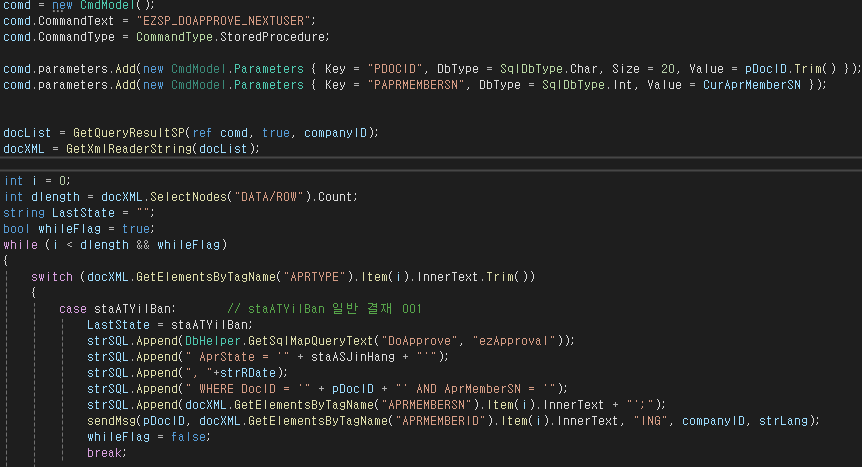 comd = new CmdModel();
comd.CommandText = "EZSP_DOAPPROVE_NEXTUSER";
comd.CommandType = CommandType.StoredProcedure;
comd.parameters.Add(new CmdModel.Parameters { Key = "PDOCID", DbType = SqlDbType.Char, Size = 20, Value = pDocID.Trim() });
comd.parameters.Add(new CmdModel.Parameters { Key = "PAPRMEMBERSN", DbType = SqlDbType.Int, Value = CurAprMemberSN });
docList = GetQueryResultSP(ref comd, true, companyID);
docXML = GetXmlReaderString(docList);
int i = 0;
int dlength = docXML.SelectNodes("DATA/ROW").Count;
string LastState = "";
bool whileFlag = true;
while (i < dlength && whileFlag)
{
switch (docXML.GetElementsByTagName("APRTYPE").Item(i).InnerText.Trim())
{
case staATYilBan: // staATYilBan 일반 결재 001
LastState = staATYilBan;
strSQL.Append(DbHelper.GetSqlMapQueryText("DoApprove", "ezApproval"));
strSQL.Append(" AprState = '" + staASJinHang + "'");
strSQL.Append(", "+strRDate);
strSQL.Append(" WHERE DocID = '" + pDocID + "' AND AprMemberSN = '");
strSQL.Append(docXML.GetElementsByTagName("APRMEMBERSN").Item(i).InnerText + "';");
sendMsg(pDocID, docXML.GetElementsByTagName("APRMEMBERID").Item(i).InnerText, "ING", companyID, strLang);
whileFlag = false;
break;